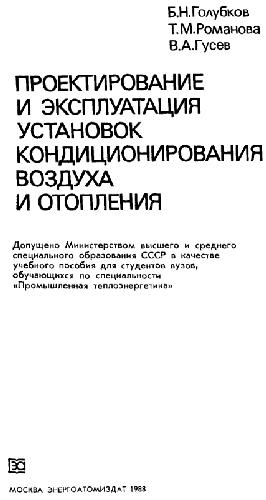 Б.Н.Голубков
Т.М.Романова
В.А.Гусев
ПРОЕКТИРОВАНИЕ
И ЭКСПЛУАТАЦИЯ
УСТАНОВОК
КОНДИЦИОНИРОВАНИЯ
ВОЗДУХА
И ОТОПЛЕНИЯ
Допущено Министерством высшего и среднего
специального образования СССР в качестве
учебного пособия для студентов вузов,
обучающихся по специальности
«Промышленная теплоэнергетика»
МОСКВА ЭНЕРГОАТОМИЗДАТ 1988